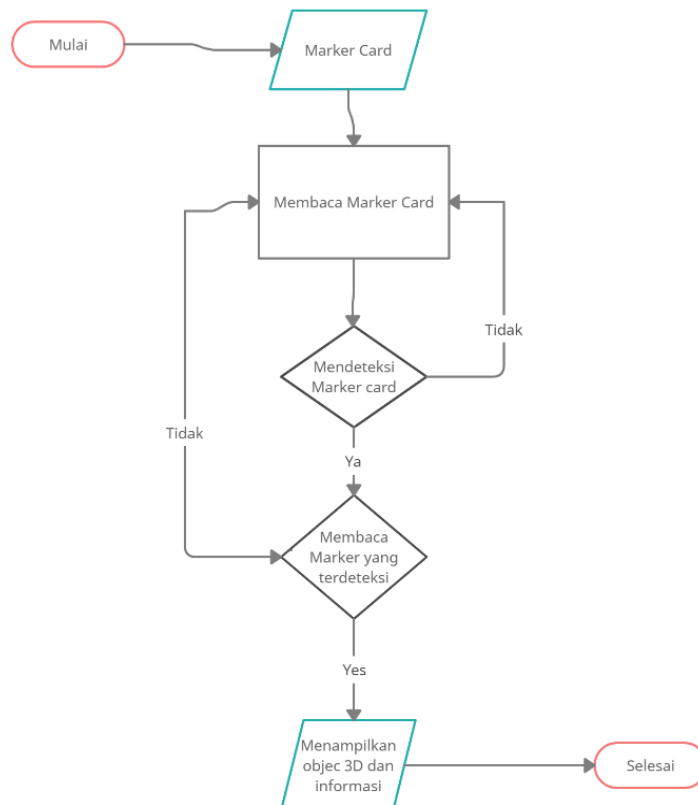 Mulai
Marker Card
Membaca Marker Card
Tidak
Mendeteksi
Marker card
Tidak
Ya
Membaca
Marker yang
terdeteksi
Yes
Menampilkan
objec 3D dan
informasi
Selesai